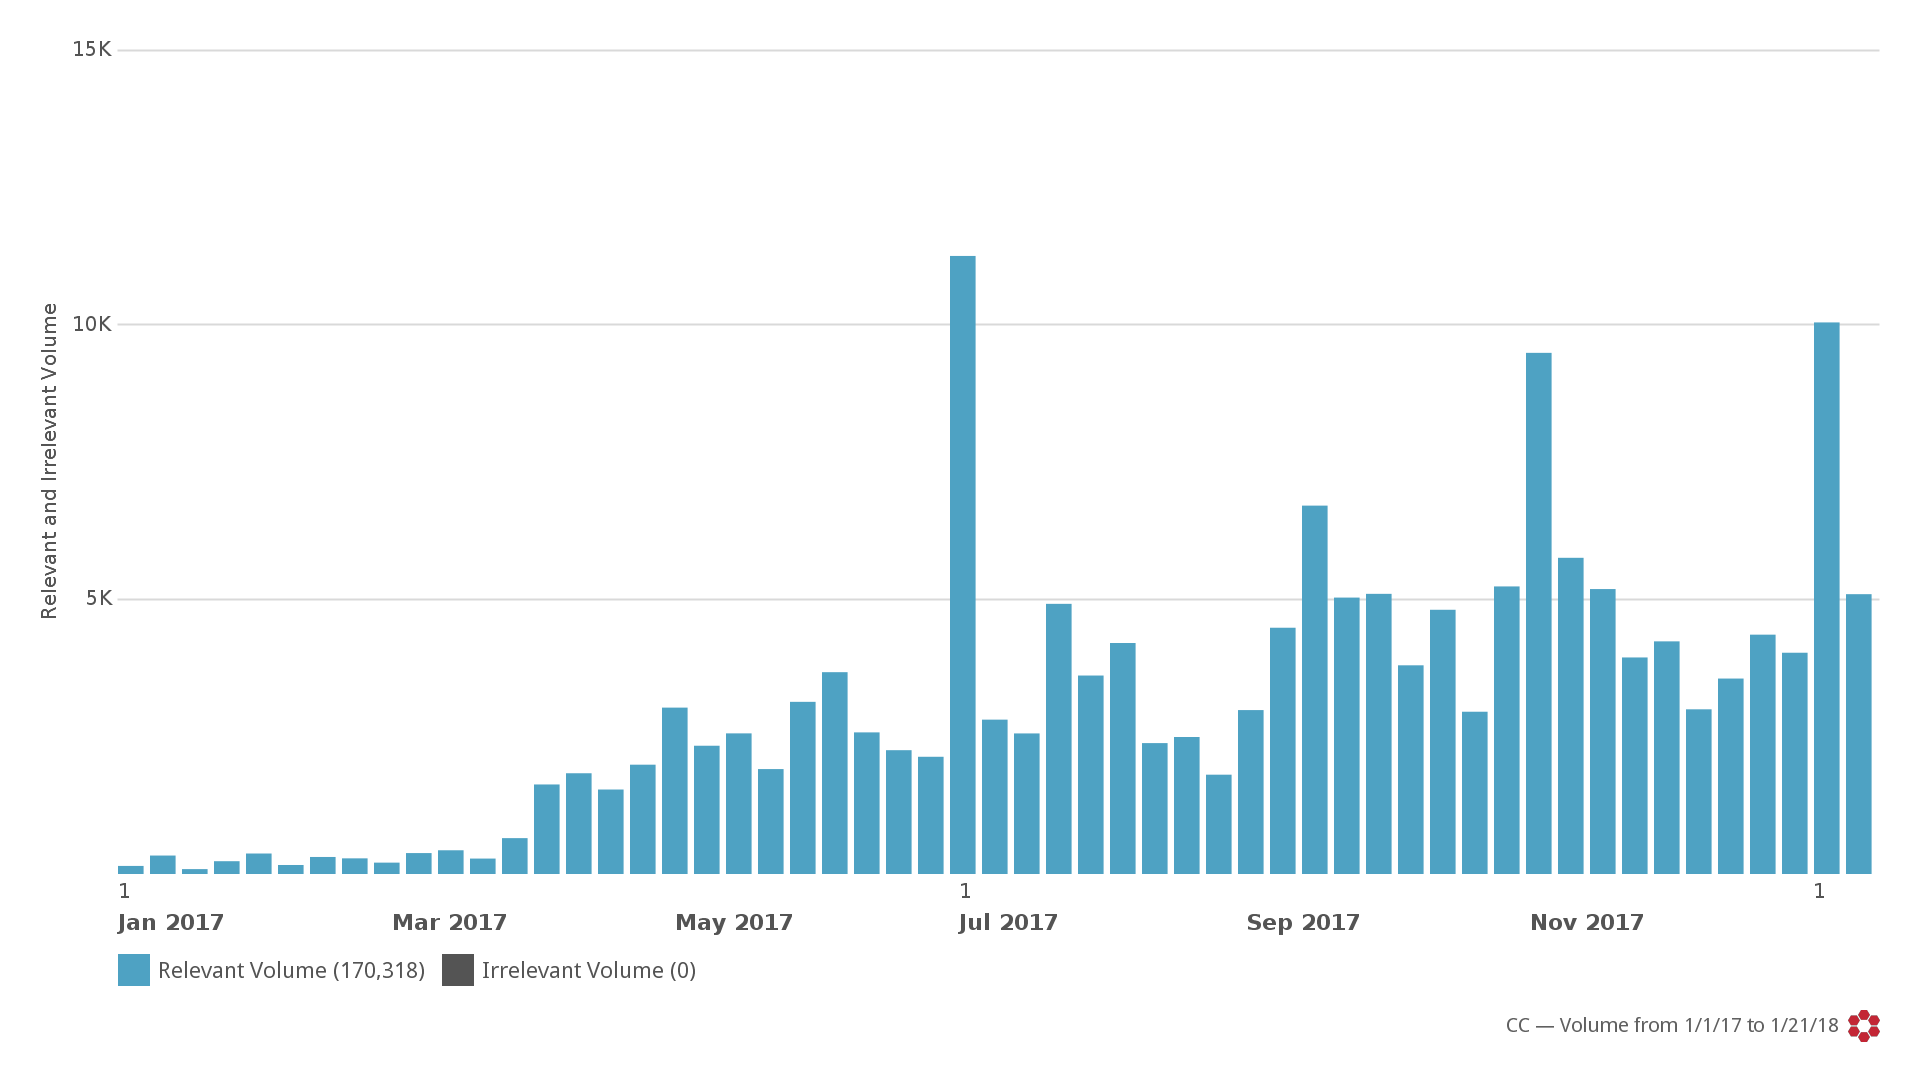 15K
10K
5K
Relevant and Irrelevant Volume
1 1 1
Jan 2017 Mar 2017 May 2017 Jul 2017 Sep 2017 Nov 2017
Relevant Volume (170,318) Irrelevant Volume (0)
CC — Volume from 1/1/17 to 1/21/18